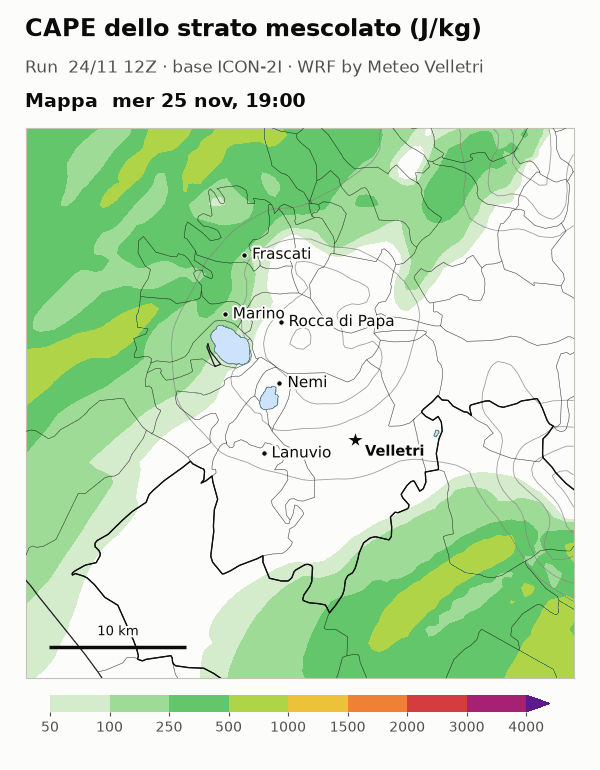 CAPE dello strato mescolato (J/kg)
Run  24/11 12Z · base ICON-2I · WRF by Meteo Velletri
Mappa  mer 25 nov, 19:00
Frascati
Marino
Rocca di Papa
Nemi
Lanuvio
Velletri
10 km
50 100 250 500 1000 1500 2000 3000 4000